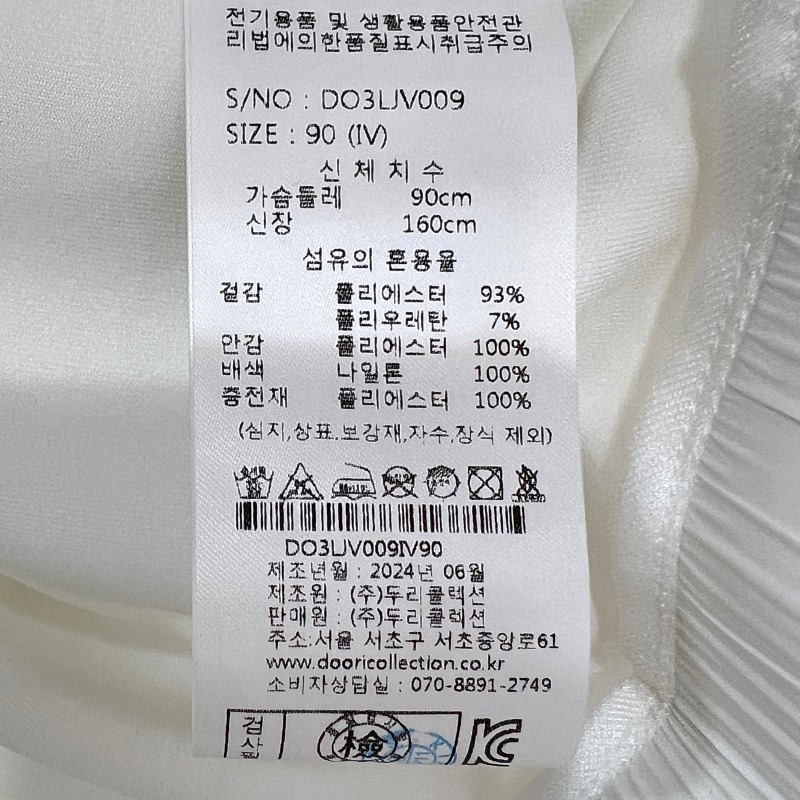 전기용품 및 생활용품안전관
리법에의한품질표시취급주의
S/NO : DO3LJV009
SIZE : 90 (IV)
신 체 치 수
가슴둘레 90cm
신장 160cm
섬유의 혼용율
겉감 폴리에스터 93%
폴리우레탄 7%
안감 폴리에스터 100%
배색 나일론 100%
충전재 폴리에스터 100%
(심지,상표,보강재,자수,장식 제외)
DO3LJV009IV90
제조년월 : 2024년 06월
제조원 : (주)두리콜렉션
판매원 : (주)두리콜렉션
주소:서울 서초구 서초중앙로61
www.dooricollection.co.kr
소비자상담실 : 070-8891-2749
검사필 檢 KC